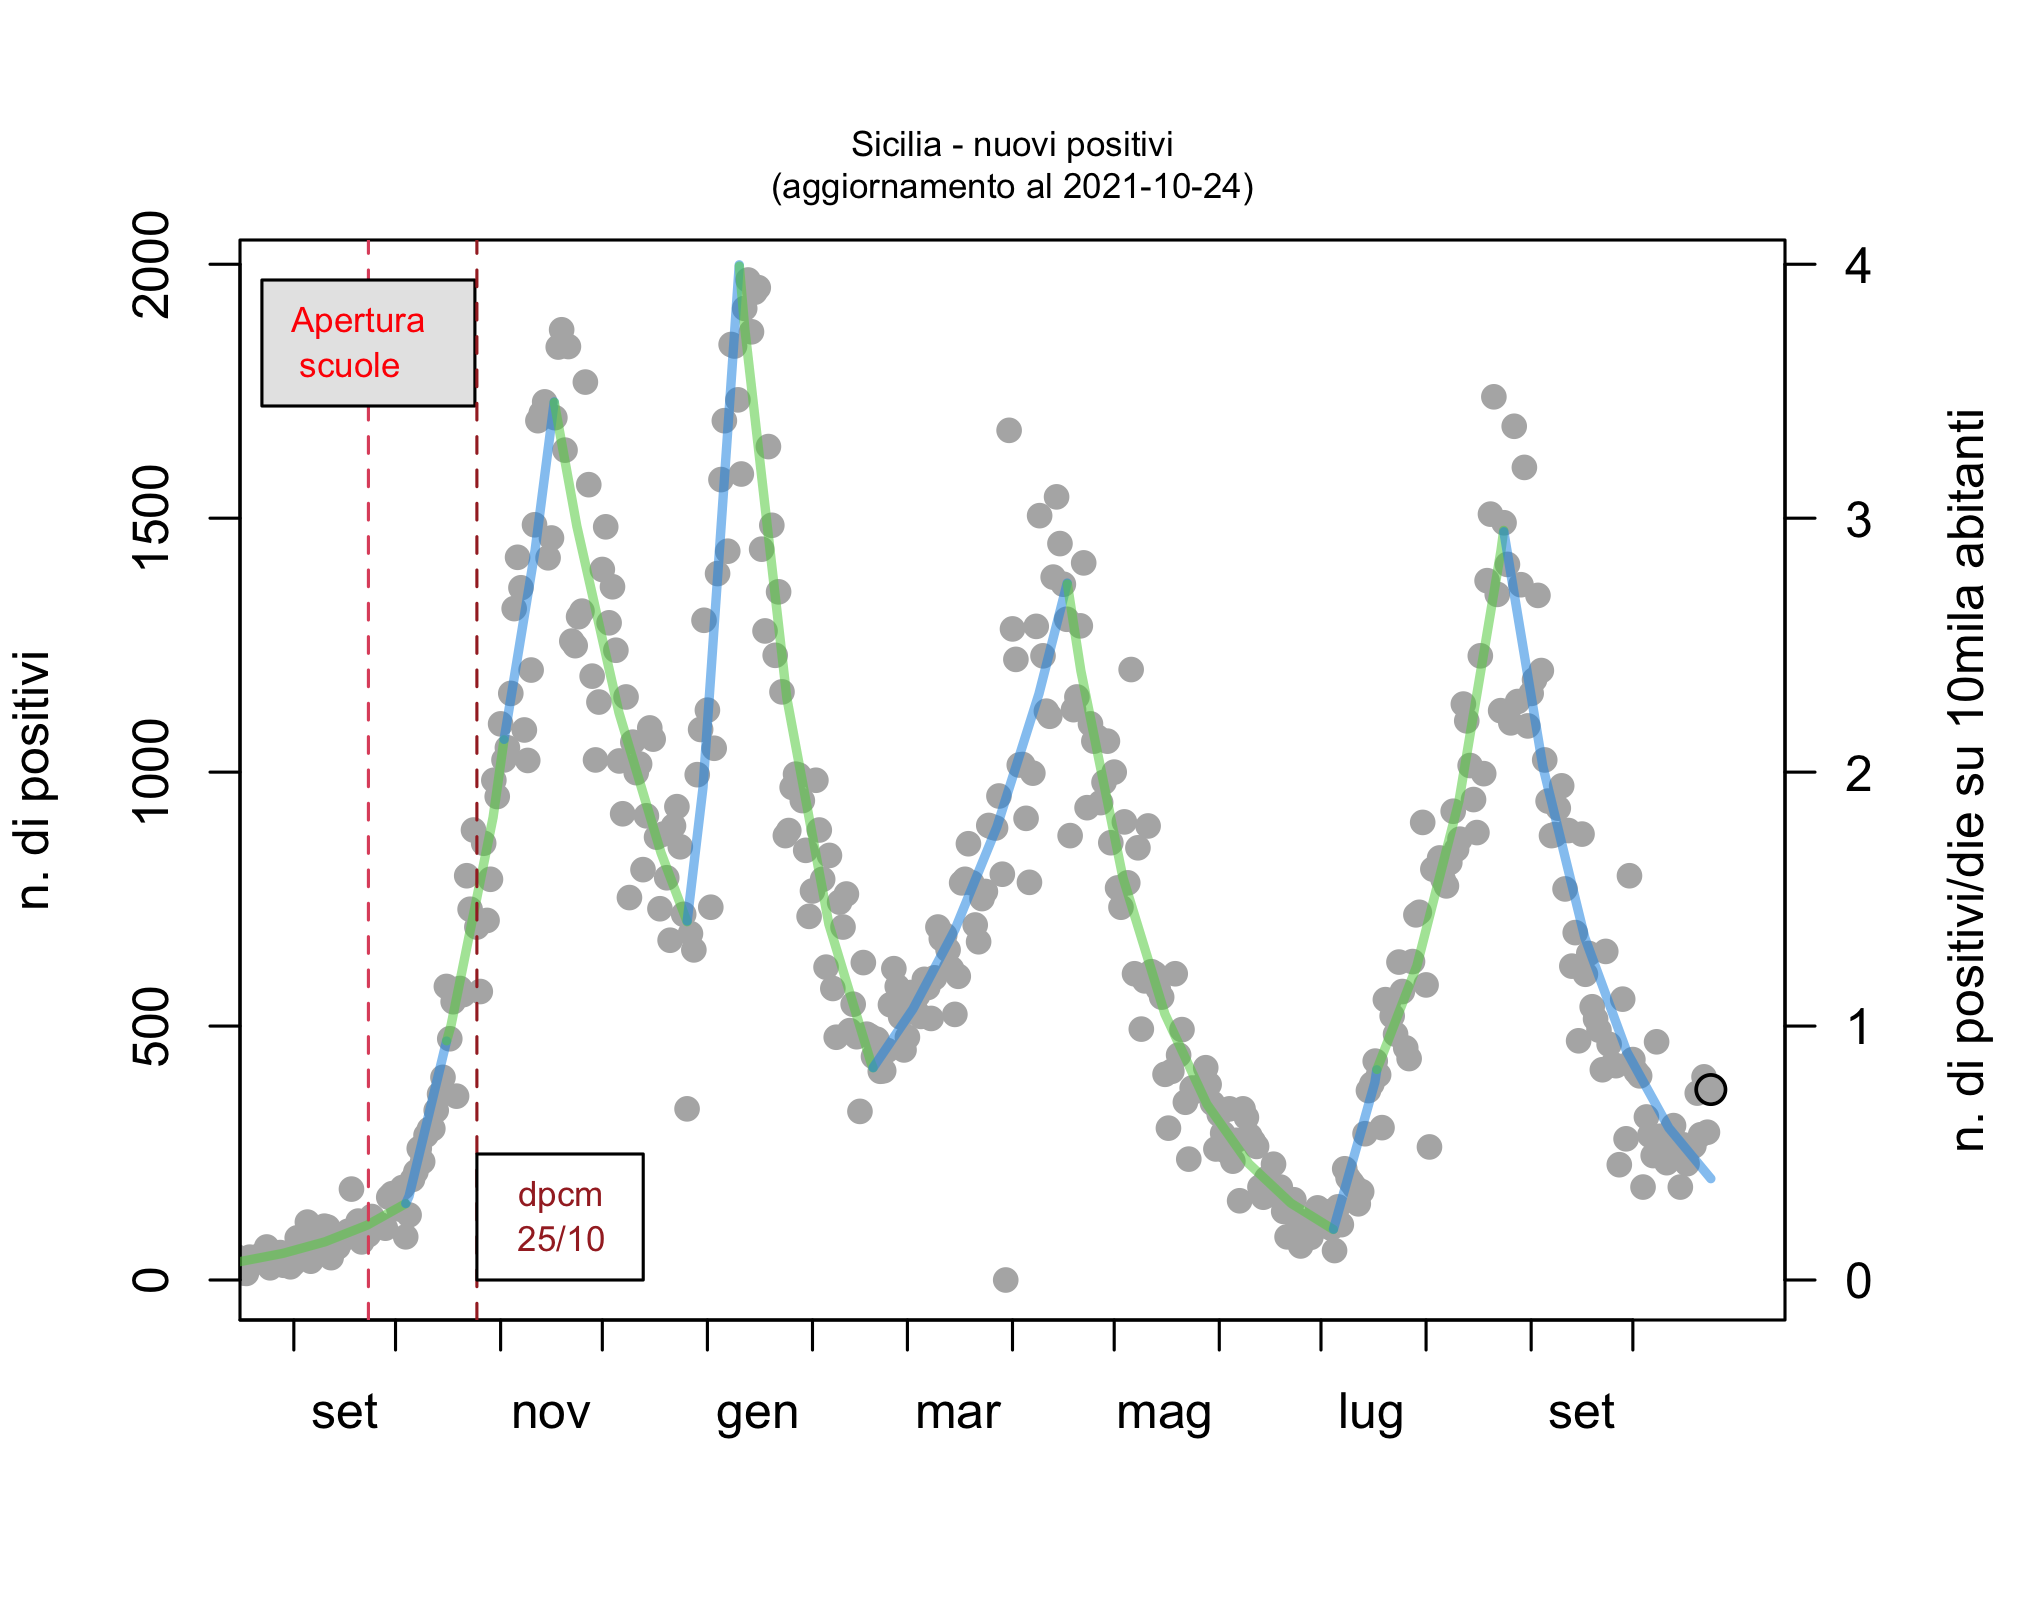 Sicilia - nuovi positivi
(aggiornamento al 2021-10-24)
n. di positivi
2000
1500
1000
500
0
Apertura
scuole
dpcm
25/10
4
3
2
1
0
n. di positivi/die su 10mila abitanti
set nov gen mar mag lug set